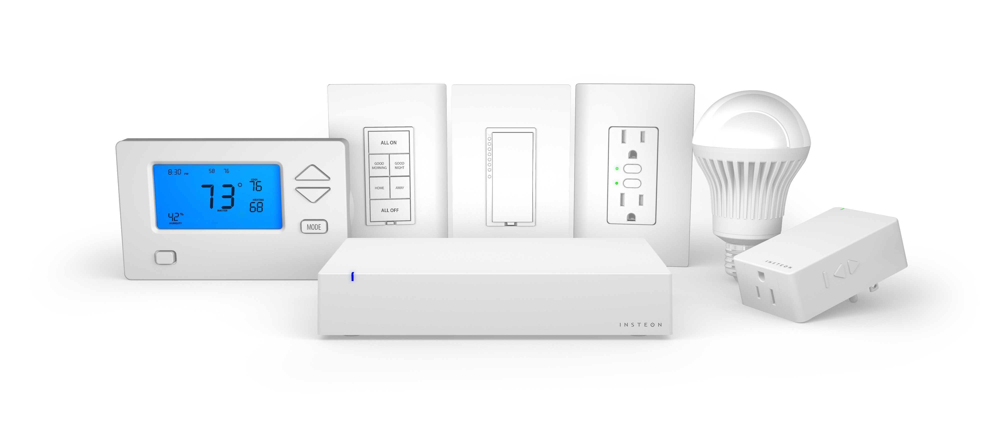 8:30 PM 58 76
73°
COOL
76
HEATING
68
MASTER
42%
HUMIDITY
MODE
ALL ON
GOOD
MORNING
GOOD
NIGHT
HOME
AWAY
ALL OFF
INSTEON
INSTEON